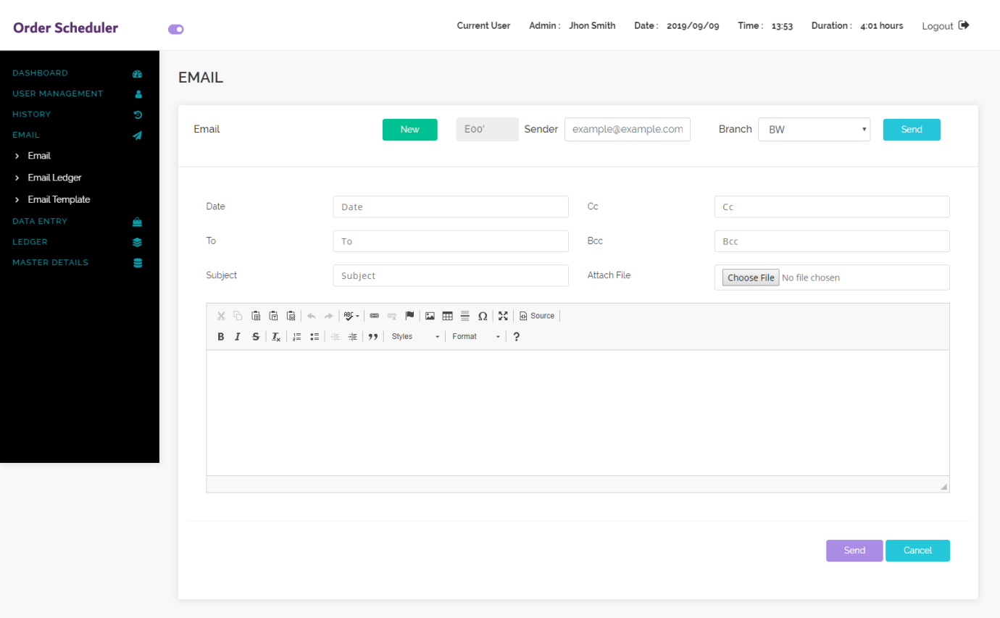 Order Scheduler
Current User Admin : Jhon Smith Date : 2019/09/09 Time : 13:53 Duration : 4:01 hours Logout
DASHBOARD
USER MANAGEMENT
HISTORY
EMAIL
Email
Email Ledger
Email Template
DATA ENTRY
LEDGER
MASTER DETAILS
EMAIL
Email New E00' Sender example@example.com Branch BW Send
Date Date Cc Cc
To To Bcc Bcc
Subject Subject Attach File Choose File No file chosen
ABC Ω Source
B I S Tx Styles Format ?
Send Cancel